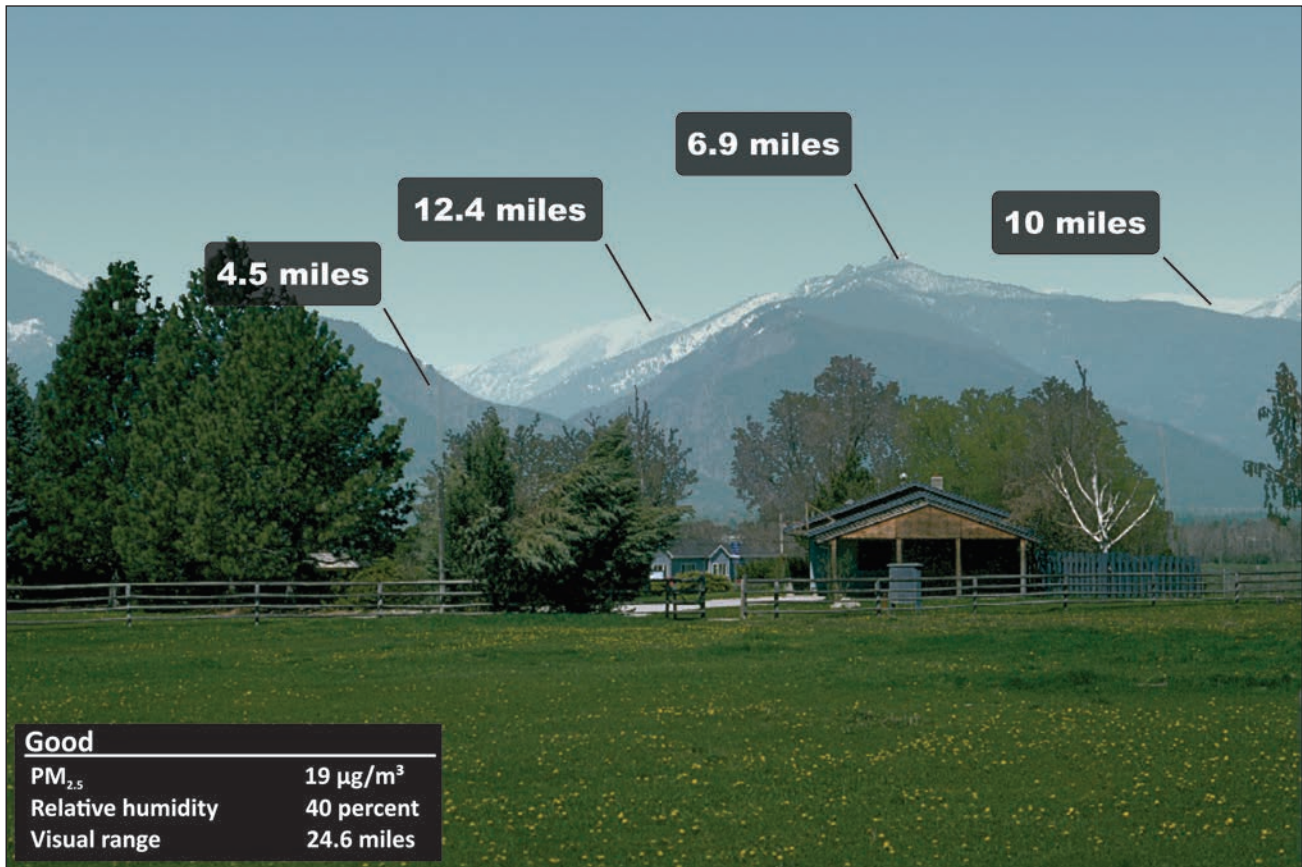 6.9 miles
12.4 miles
10 miles
4.5 miles
Good
PM₂.₅ 19 µg/m³
Relative humidity 40 percent
Visual range 24.6 miles